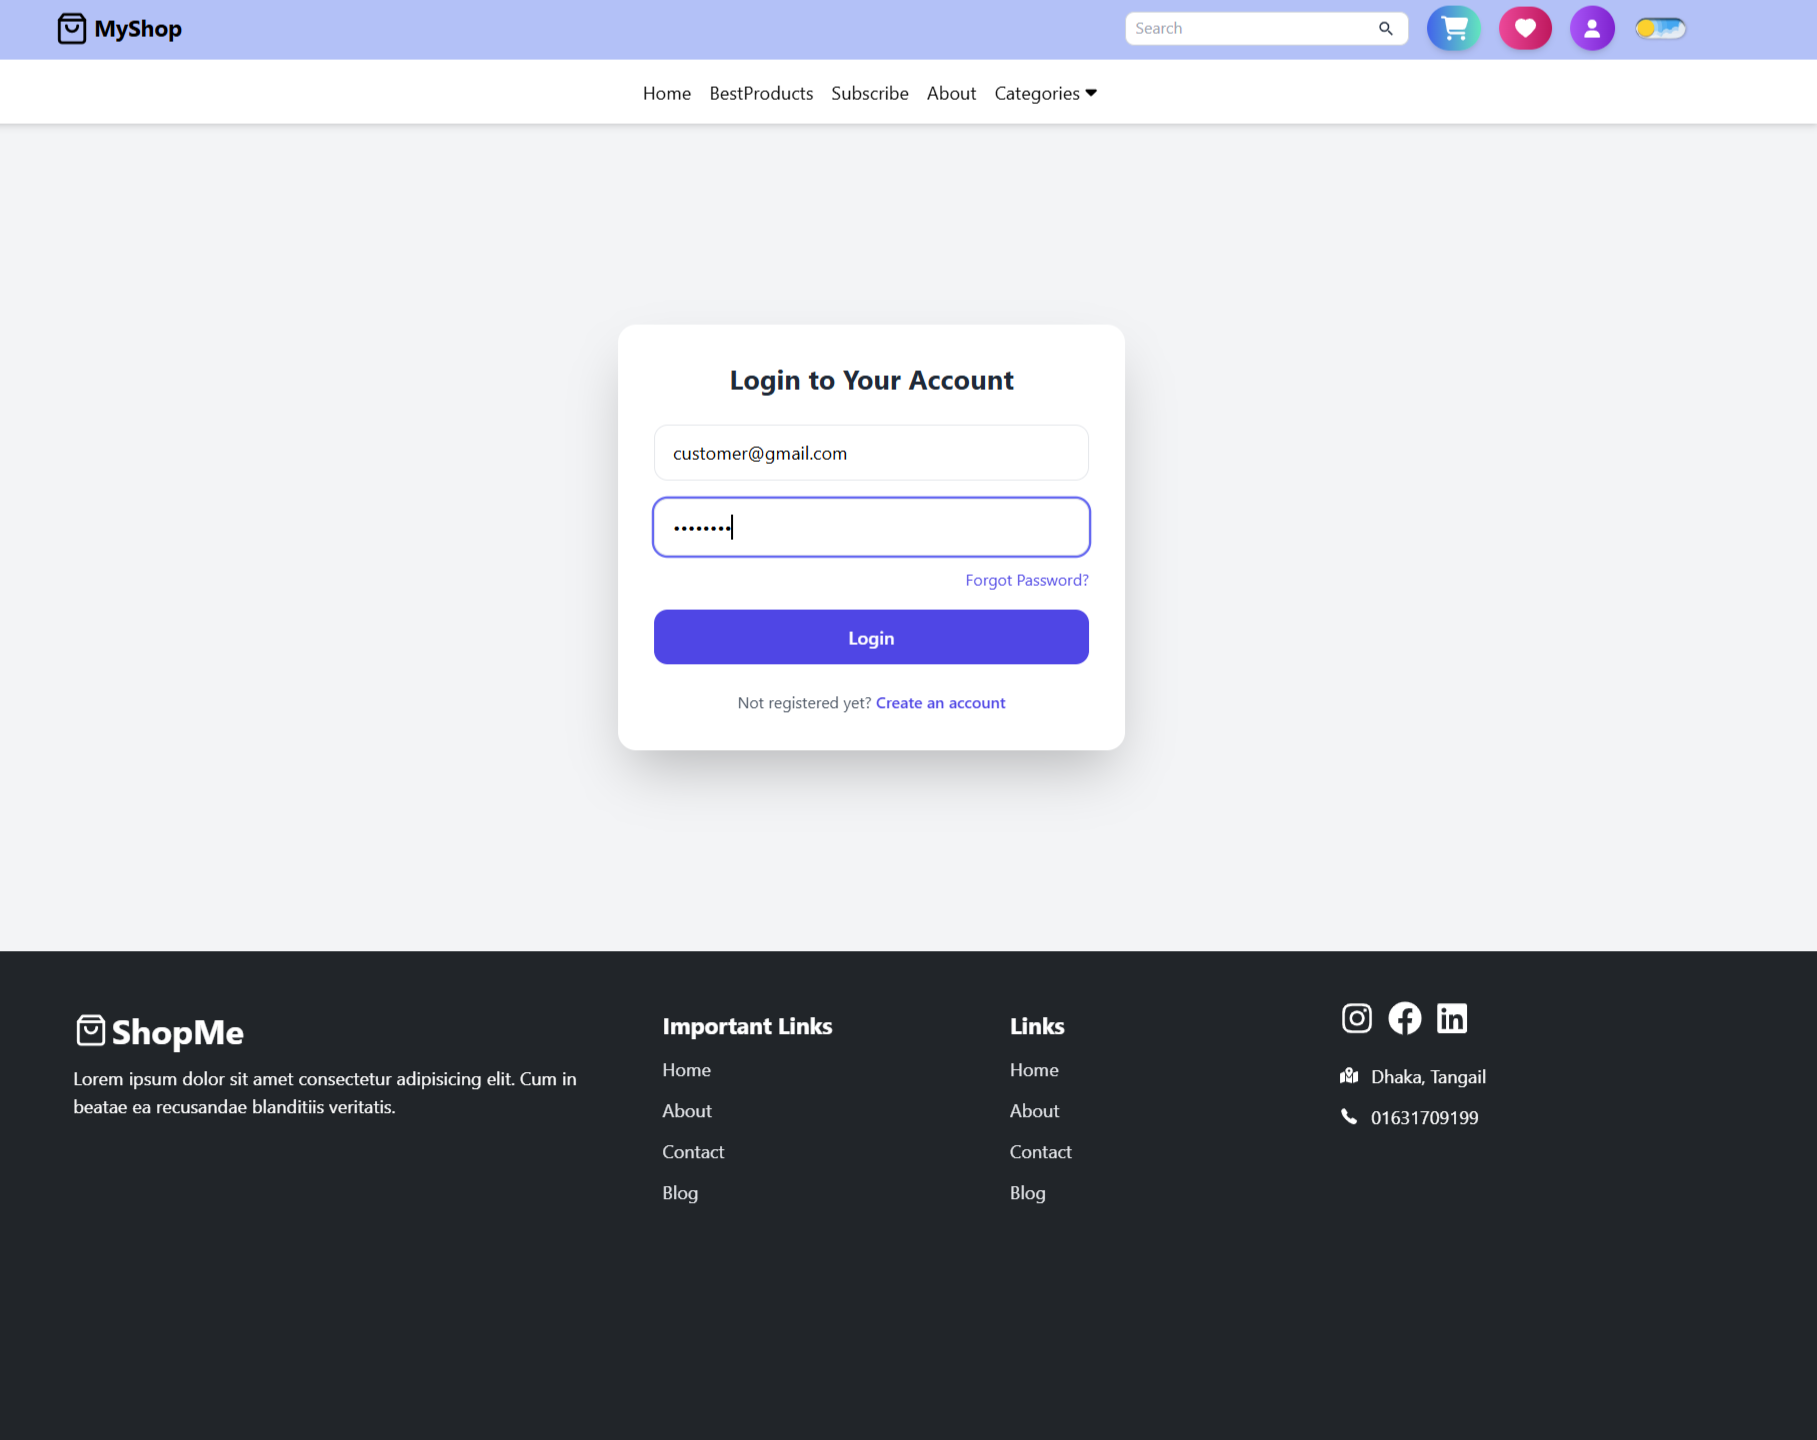 MyShop
Search
Home BestProducts Subscribe About Categories
Login to Your Account
customer@gmail.com
••••••••
Forgot Password?
Login
Not registered yet? Create an account
ShopMe
Lorem ipsum dolor sit amet consectetur adipisicing elit. Cum in
beatae ea recusandae blanditiis veritatis.
Important Links
Home
About
Contact
Blog
Links
Home
About
Contact
Blog
Dhaka, Tangail
01631709199